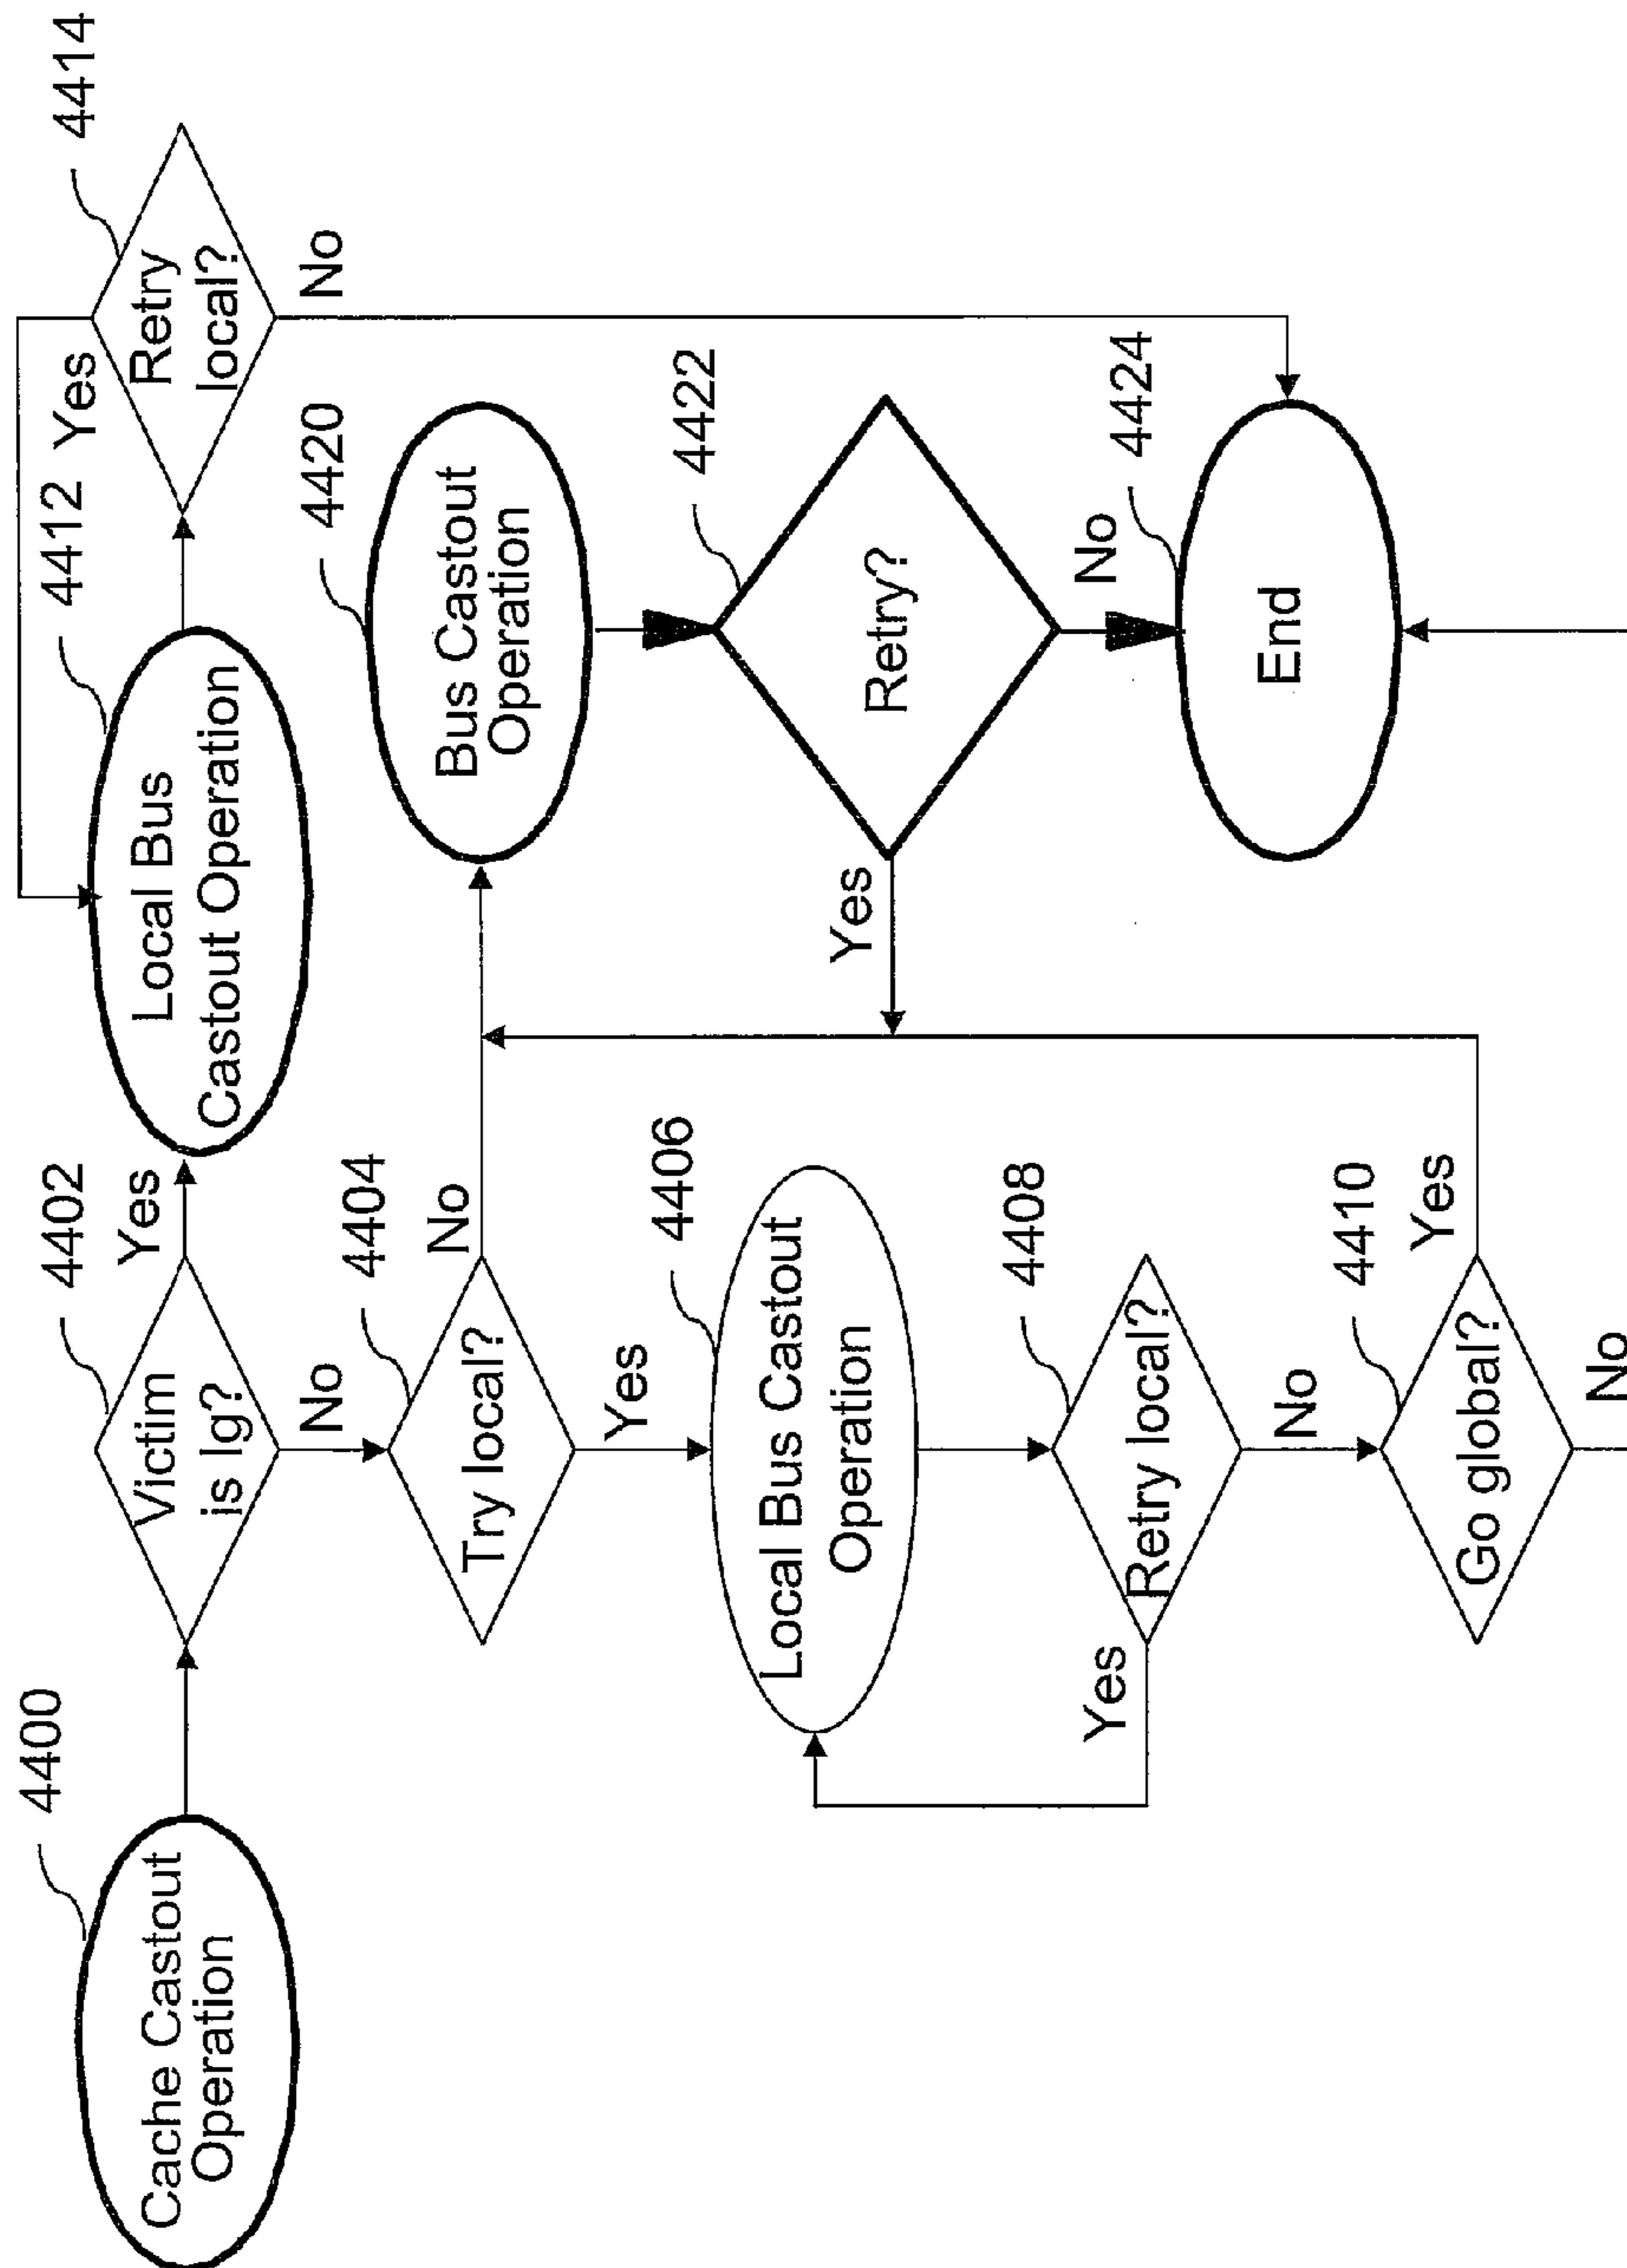 4400
Cache Castout
Operation
4402
Victim
is Ig?
Yes
No
4412
Local Bus
Castout Operation
Yes
4414
Retry
local?
No
4404
Try local?
No
Yes
4420
Bus Castout
Operation
4406
Local Bus Castout
Operation
4422
Retry?
Yes
No
4408
Retry local?
Yes
No
4424
End
4410
Go global?
Yes
No